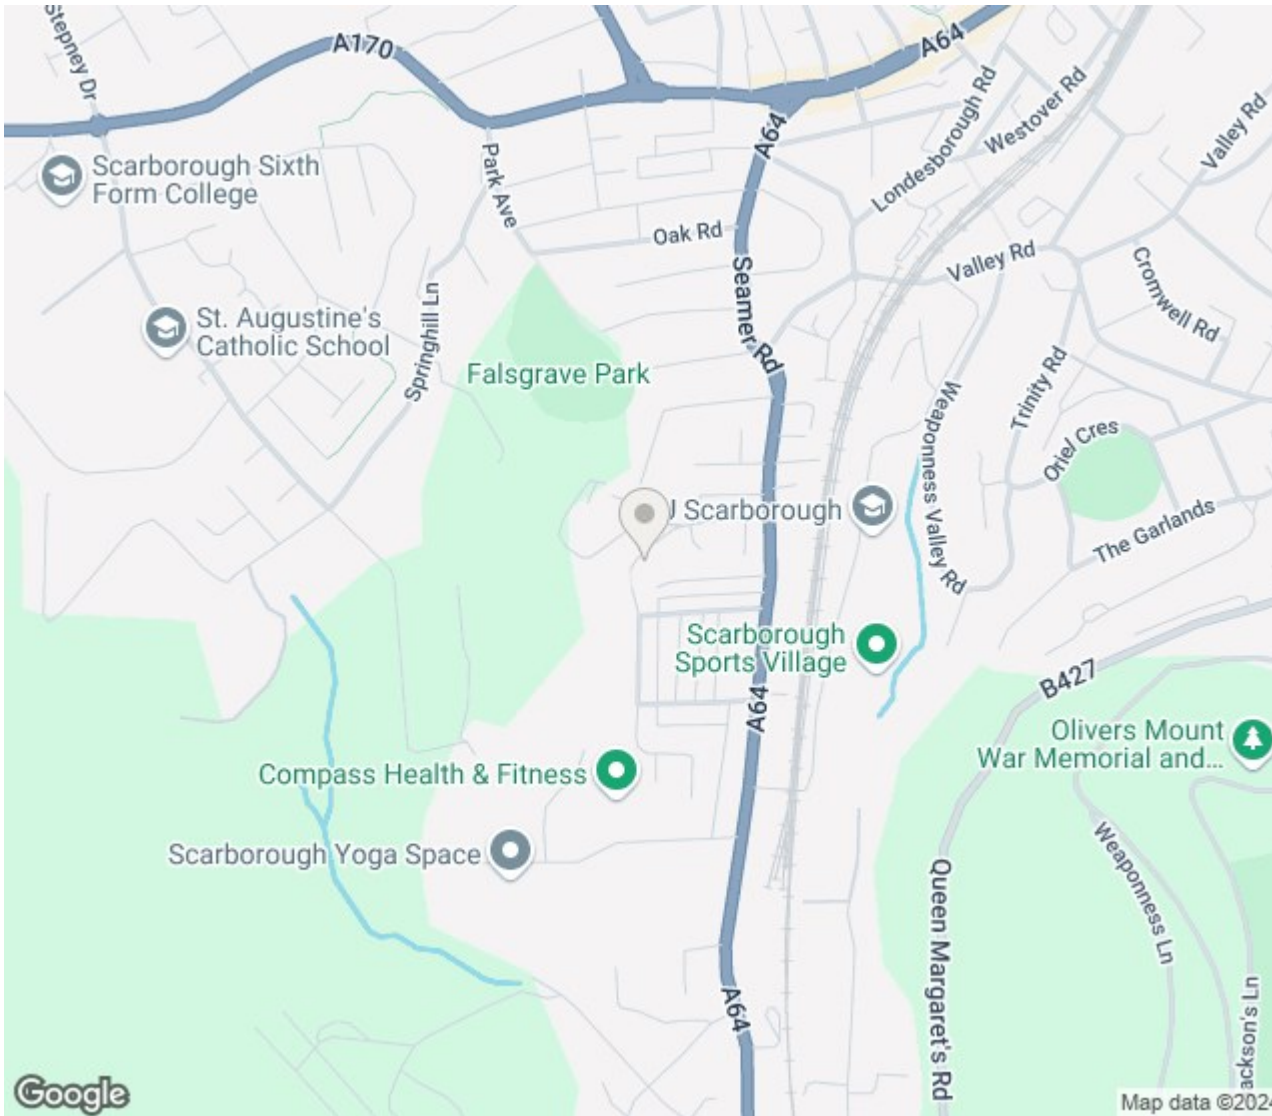 Stepney Dr
A170
A64
Londesborough Rd
Westover Rd
Valley Rd
Scarborough Sixth
Form College
Park Ave
A64
Oak Rd
Valley Rd
Cromwell Rd
Seamer Rd
St. Augustine's
Catholic School
Springhill Ln
Falsgrave Park
Weaponness Valley Rd
Trinity Rd
Oriel Cres
J Scarborough
The Garlands
Scarborough
Sports Village
B427
A64
Olivers Mount
War Memorial and...
Compass Health & Fitness
Scarborough Yoga Space
Weaponness Ln
Queen Margaret's Rd
A64
ackson's Ln
Google
Map data ©2024